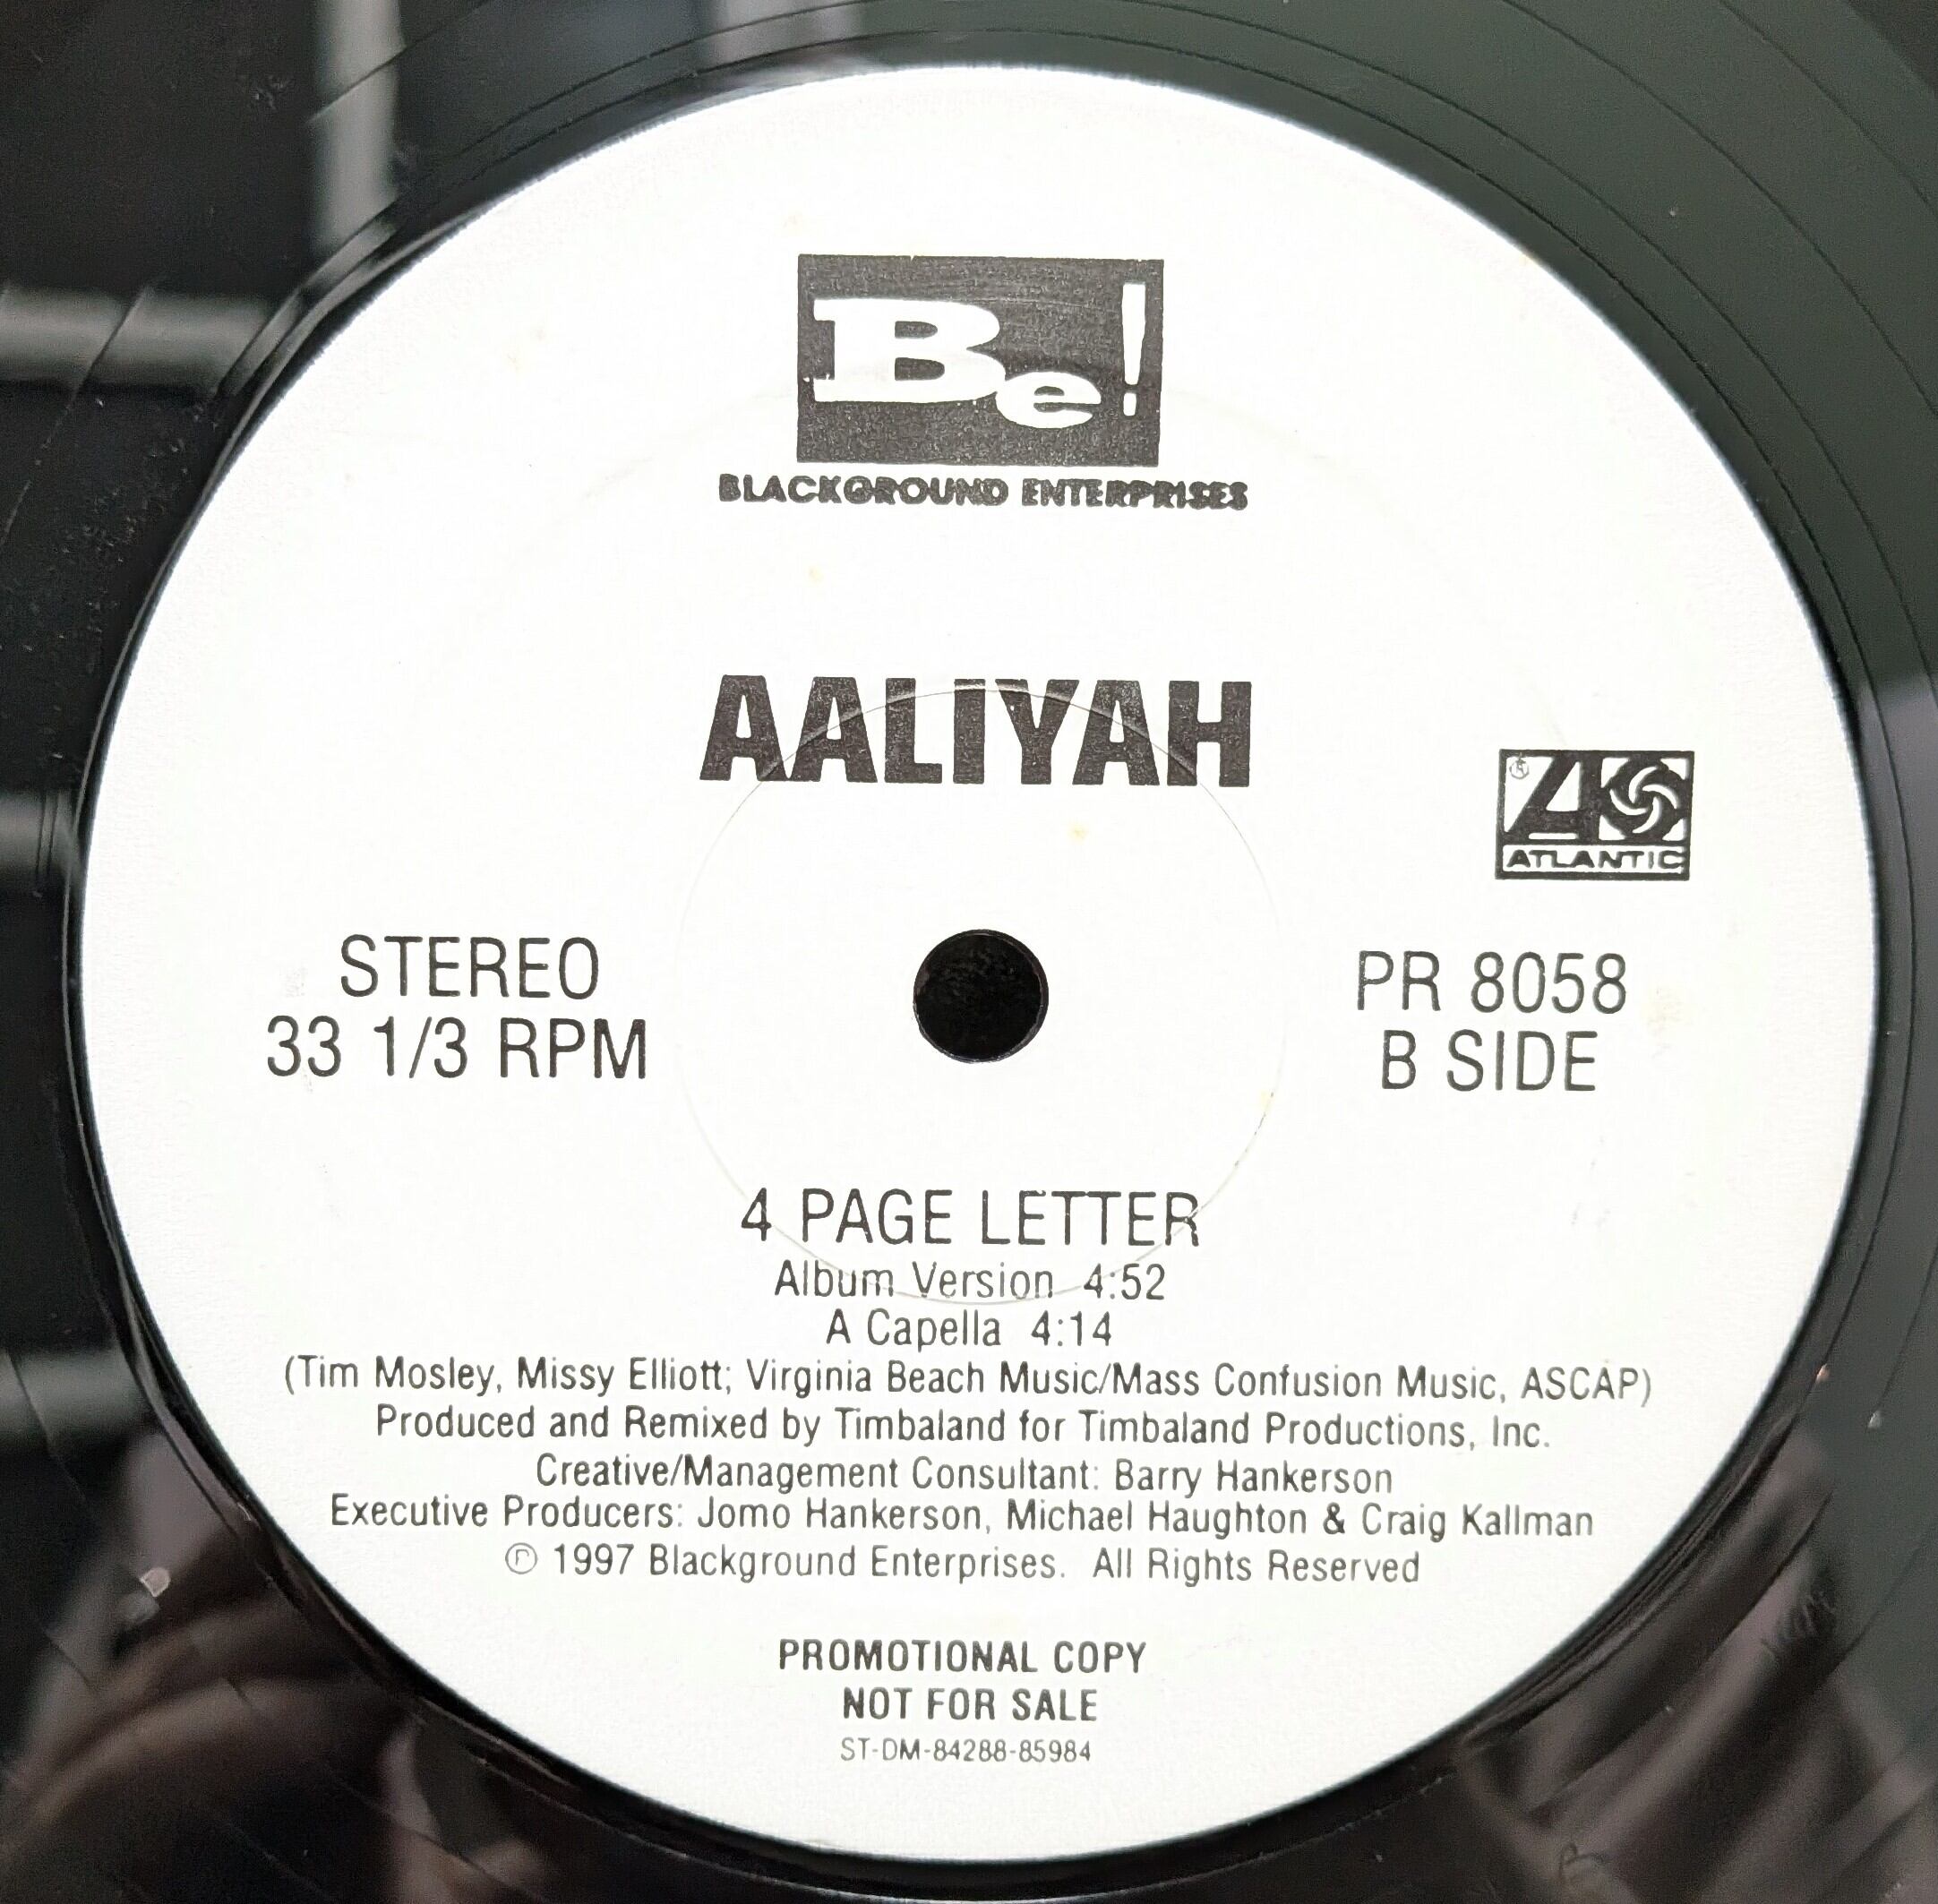 Be!
BLACKGROUND ENTERPRISES
AALIYAH
ATLANTIC
STEREO
33 1/3 RPM
PR 8058
B SIDE
4 PAGE LETTER
Album Version 4:52
A Capella 4:14
(Tim Mosley, Missy Elliott; Virginia Beach Music/Mass Confusion Music, ASCAP)
Produced and Remixed by Timbaland for Timbaland Productions, Inc.
Creative/Management Consultant: Barry Hankerson
Executive Producers: Jomo Hankerson, Michael Haughton & Craig Kallman
℗ 1997 Blackground Enterprises. All Rights Reserved
PROMOTIONAL COPY
NOT FOR SALE
ST-DM-84288-85984